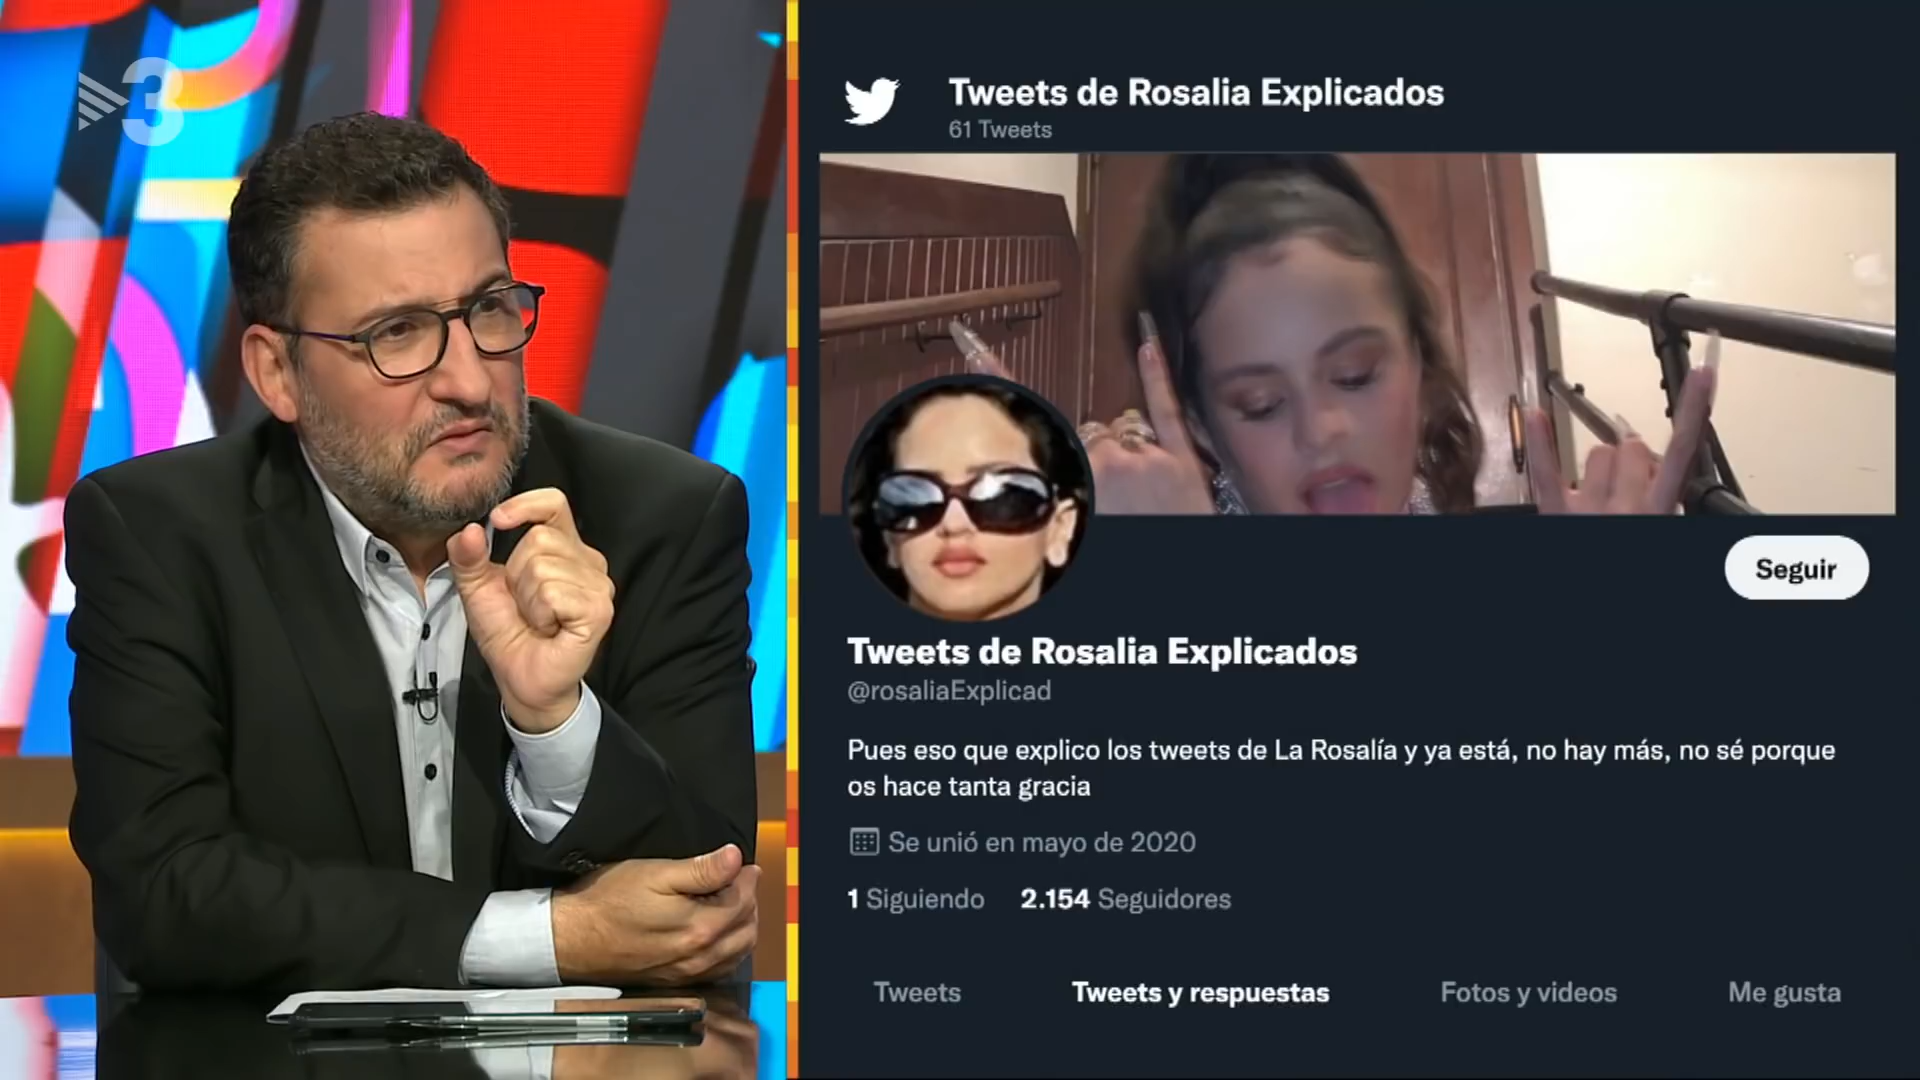 3
Tweets de Rosalia Explicados
61 Tweets
Seguir
Tweets de Rosalia Explicados
@rosaliaExplicad
Pues eso que explico los tweets de La Rosalía y ya está, no hay más, no sé porque
os hace tanta gracia
Se unió en mayo de 2020
1 Siguiendo 2.154 Seguidores
Tweets Tweets y respuestas Fotos y videos Me gusta